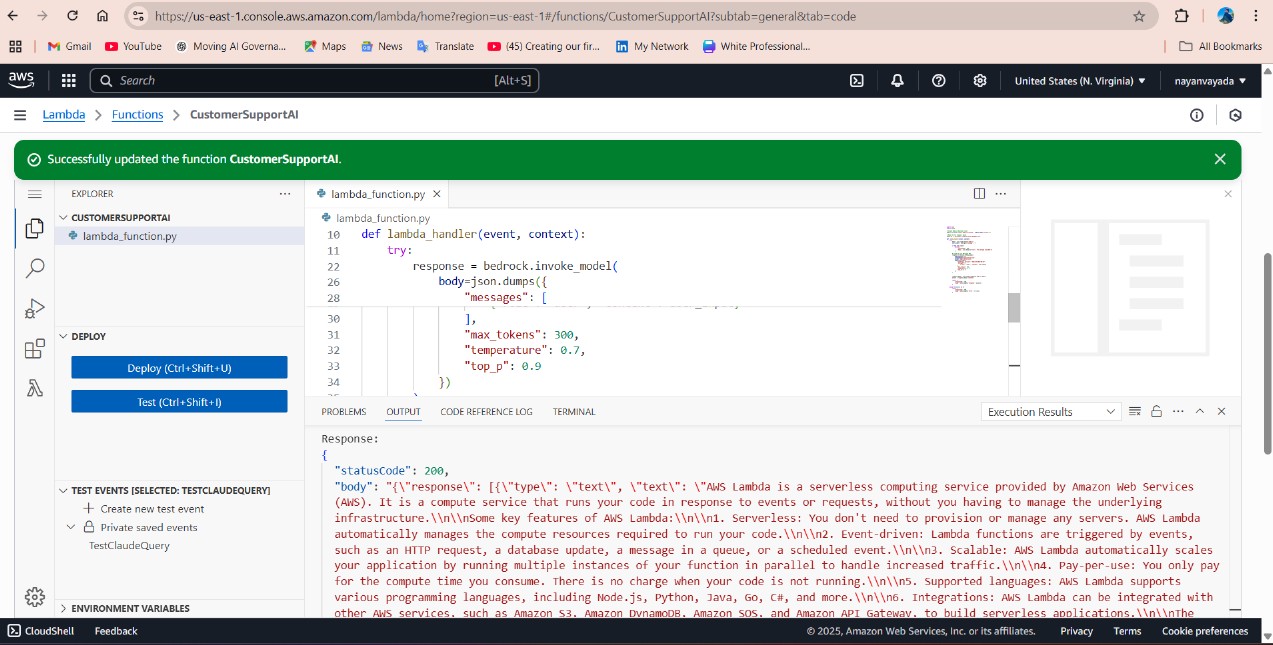 https://us-east-1.console.aws.amazon.com/lambda/home?region=us-east-1#/functions/CustomerSupportAI?subtab=general&tab=code
Gmail YouTube Moving AI Governa... Maps News Translate (45) Creating our fir... My Network White Professional... All Bookmarks
aws Search [Alt+S] United States (N. Virginia) nayanvayada
Lambda > Functions > CustomerSupportAI
Successfully updated the function CustomerSupportAI.
EXPLORER
CUSTOMERSUPPORTAI
lambda_function.py
DEPLOY
Deploy (Ctrl+Shift+U)
Test (Ctrl+Shift+I)
TEST EVENTS [SELECTED: TESTCLAUDEQUERY]
Create new test event
Private saved events
TestClaudeQuery
ENVIRONMENT VARIABLES
lambda_function.py
lambda_function.py
10 def lambda_handler(event, context):
11 try:
22 response = bedrock.invoke_model(
26 body=json.dumps({
28 "messages": [
30 ],
31 "max_tokens": 300,
32 "temperature": 0.7,
33 "top_p": 0.9
34 })
PROBLEMS OUTPUT CODE REFERENCE LOG TERMINAL Execution Results
Response:
{
"statusCode": 200,
"body": "{\"response\": [{\"type\": \"text\", \"text\": \"AWS Lambda is a serverless computing service provided by Amazon Web Services
(AWS). It is a compute service that runs your code in response to events or requests, without you having to manage the underlying
infrastructure.\\n\\nSome key features of AWS Lambda:\\n\\n1. Serverless: You don't need to provision or manage any servers. AWS Lambda
automatically manages the compute resources required to run your code.\\n\\n2. Event-driven: Lambda functions are triggered by events,
such as an HTTP request, a database update, a message in a queue, or a scheduled event.\\n\\n3. Scalable: AWS Lambda automatically scales
your application by running multiple instances of your function in parallel to handle increased traffic.\\n\\n4. Pay-per-use: You only pay
for the compute time you consume. There is no charge when your code is not running.\\n\\n5. Supported languages: AWS Lambda supports
various programming languages, including Node.js, Python, Java, Go, C#, and more.\\n\\n6. Integrations: AWS Lambda can be integrated with
other AWS services, such as Amazon S3, Amazon DynamoDB, Amazon SQS, and Amazon API Gateway, to build serverless applications.\\n\\nThe
CloudShell Feedback © 2025, Amazon Web Services, Inc. or its affiliates. Privacy Terms Cookie preferences